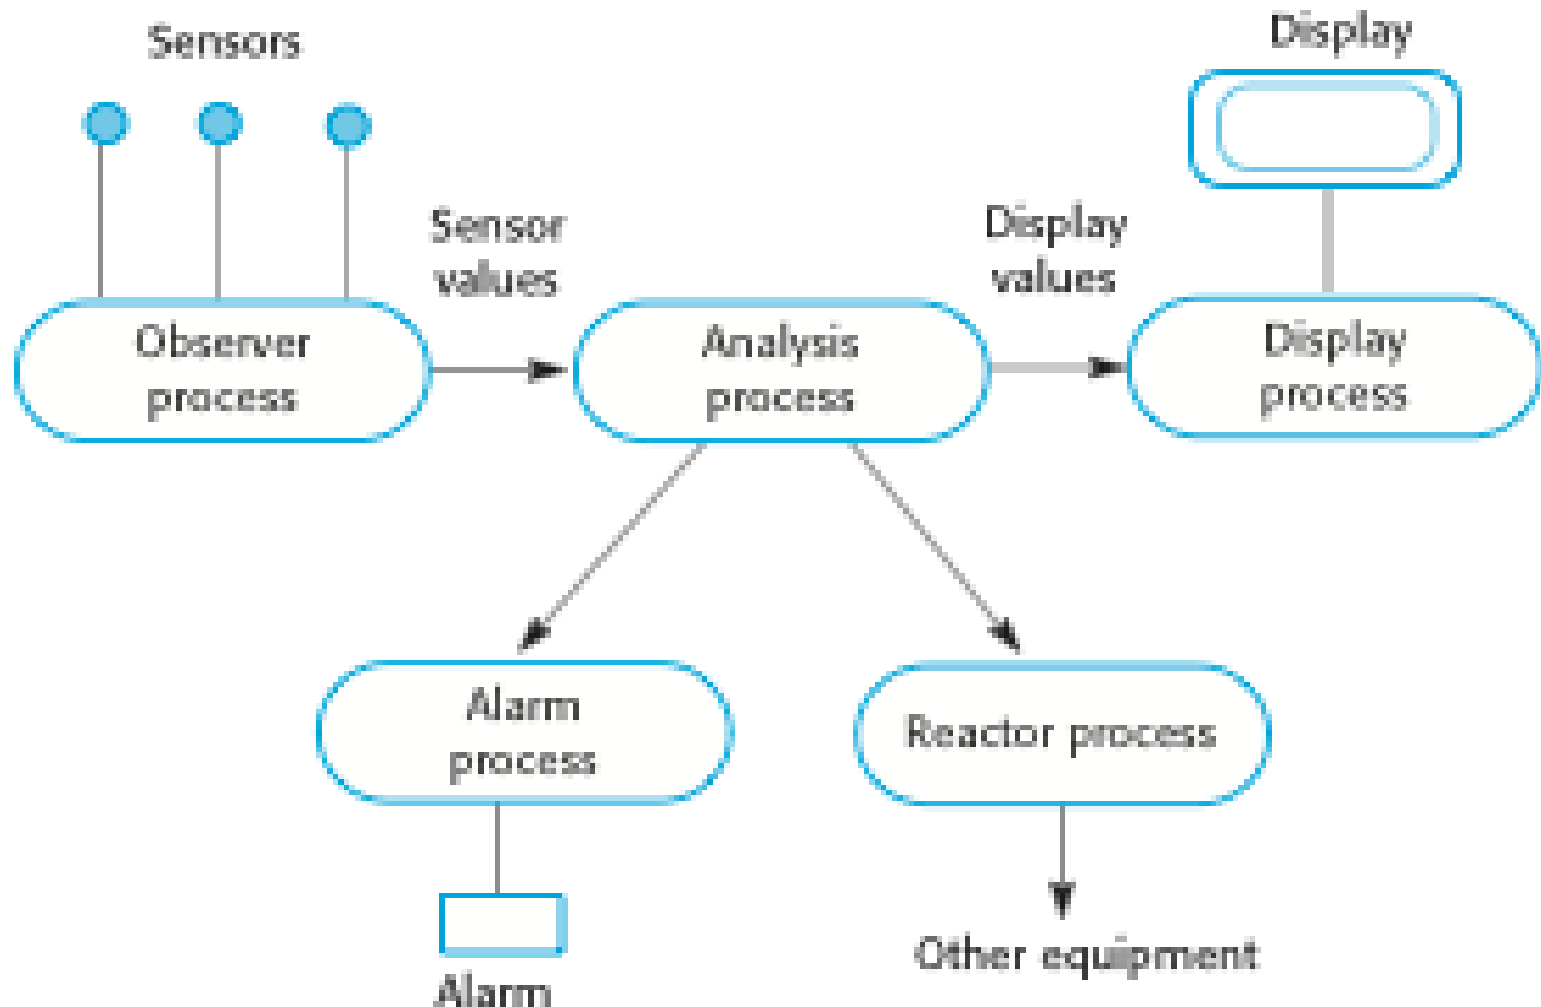 Sensors
Display
Sensor
values
Display
values
Observer
process
Analysis
process
Display
process
Alarm
process
Reactor process
Other equipment
Alarm